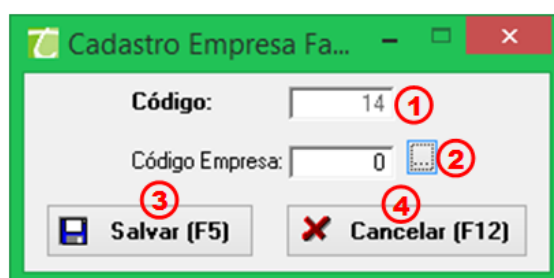 Cadastro Empresa Fa...
Código: 14 1
Código Empresa: 0 ... 2
3 4
Salvar (F5) Cancelar (F12)